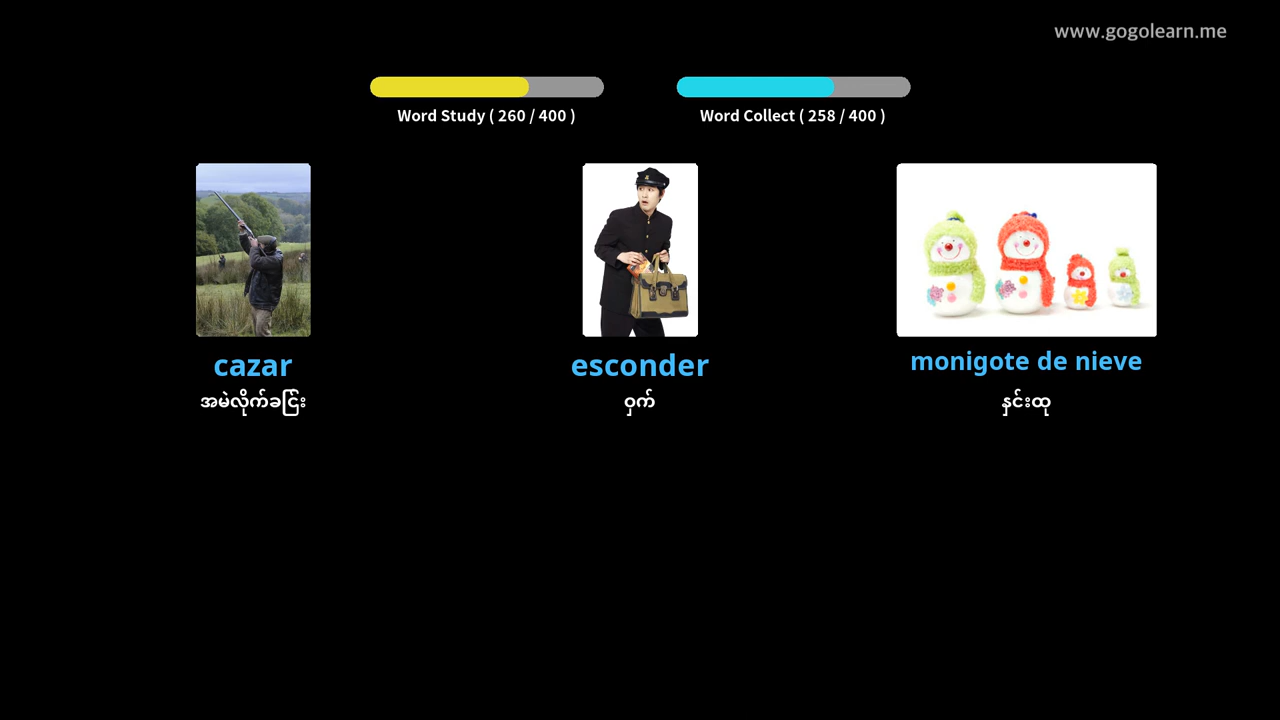 www.gogolearn.me
Word Study ( 260 / 400 )
Word Collect ( 258 / 400 )
cazar
esconder
monigote de nieve
အမဲလိုက်ခြင်း
ဝှက်
နှင်းထု